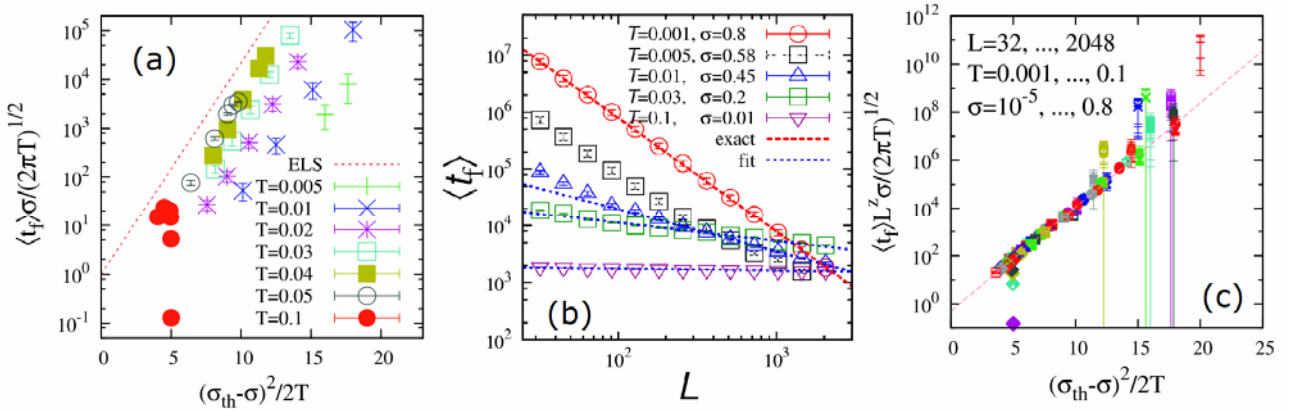 (a)
⟨t_f⟩σ/(2πT)^{1/2}
10^5
10^4
10^3
10^2
10^1
10^0
10^{-1}
ELS
T=0.005
T=0.01
T=0.02
T=0.03
T=0.04
T=0.05
T=0.1
0 5 10 15 20
(σ_th-σ)^2/2T
(b)
⟨t_f⟩
10^7
10^6
10^5
10^4
10^3
10^2
T=0.001, σ=0.8
T=0.005, σ=0.58
T=0.01, σ=0.45
T=0.03, σ=0.2
T=0.1, σ=0.01
exact
fit
10^2 10^3
L
(c)
⟨t_f⟩L^z σ/(2πT)^{1/2}
10^10
10^8
10^6
10^4
10^2
10^0
L=32, ..., 2048
T=0.001, ..., 0.1
σ=10^{-5}, ..., 0.8
0 5 10 15 20 25
(σ_th-σ)^2/2T